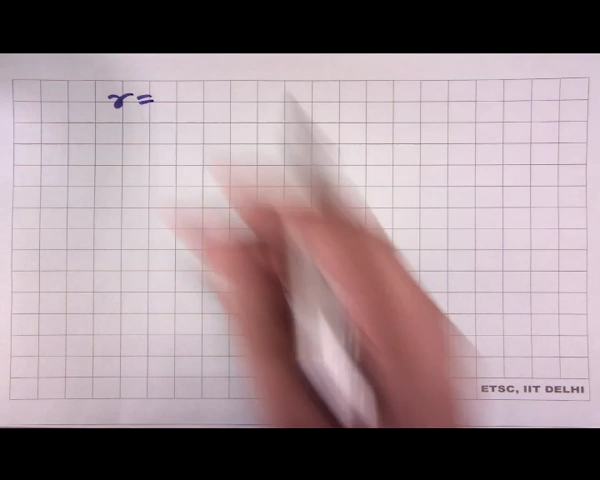 r =
ETSC, IIT DELHI